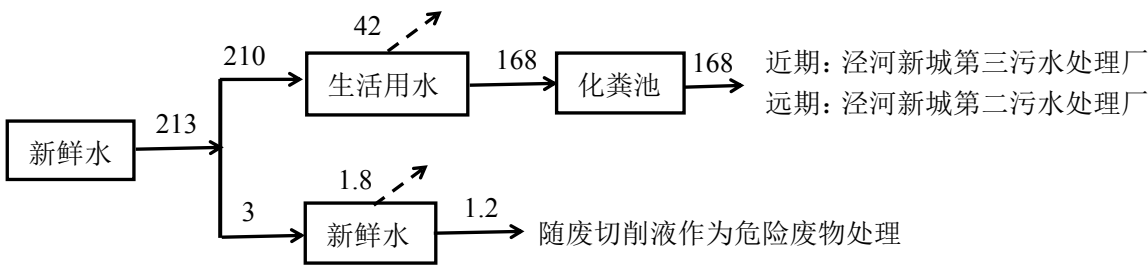 42
210
生活用水
168
化粪池
168
近期：泾河新城第三污水处理厂
远期：泾河新城第二污水处理厂
新鲜水
213
1.8
3
新鲜水
1.2
随废切削液作为危险废物处理